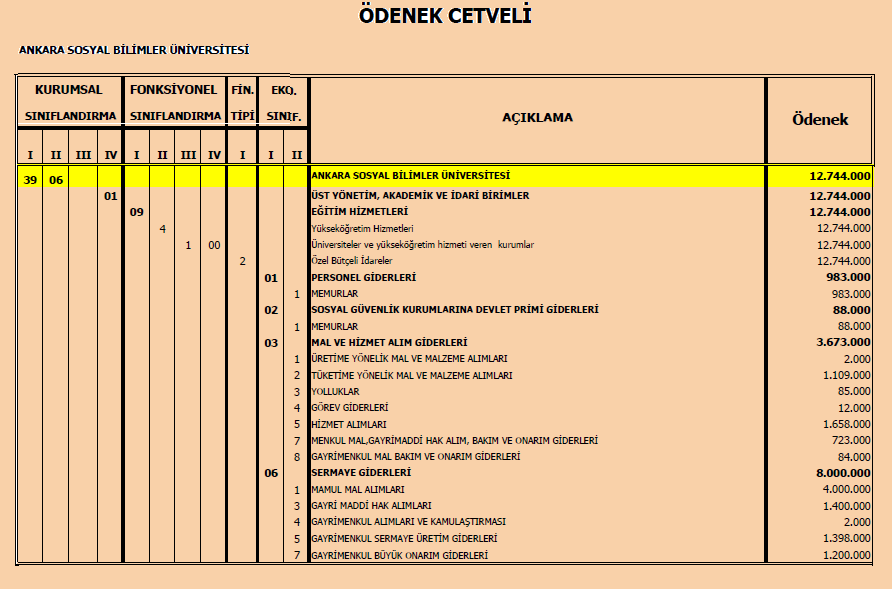 ÖDENEK CETVELİ
ANKARA SOSYAL BİLİMLER ÜNİVERSİTESİ
KURUMSAL SINIFLANDIRMA FONKSİYONEL SINIFLANDIRMA FİN. TİPİ EKO. SINIF. AÇIKLAMA Ödenek
I II III IV I II III IV I I II
39 06 ANKARA SOSYAL BİLİMLER ÜNİVERSİTESİ 12.744.000
01 ÜST YÖNETİM, AKADEMİK VE İDARİ BİRİMLER 12.744.000
09 EĞİTİM HİZMETLERİ 12.744.000
4 Yükseköğretim Hizmetleri 12.744.000
1 00 Üniversiteler ve yükseköğretim hizmeti veren kurumlar 12.744.000
2 Özel Bütçeli İdareler 12.744.000
01 PERSONEL GİDERLERİ 983.000
1 MEMURLAR 983.000
02 SOSYAL GÜVENLİK KURUMLARINA DEVLET PRİMİ GİDERLERİ 88.000
1 MEMURLAR 88.000
03 MAL VE HİZMET ALIM GİDERLERİ 3.673.000
1 ÜRETİME YÖNELİK MAL VE MALZEME ALIMLARI 2.000
2 TÜKETİME YÖNELİK MAL VE MALZEME ALIMLARI 1.109.000
3 YOLLUKLAR 85.000
4 GÖREV GİDERLERİ 12.000
5 HİZMET ALIMLARI 1.658.000
7 MENKUL MAL,GAYRİMADDİ HAK ALIM, BAKIM VE ONARIM GİDERLERİ 723.000
8 GAYRİMENKUL MAL BAKIM VE ONARIM GİDERLERİ 84.000
06 SERMAYE GİDERLERİ 8.000.000
1 MAMUL MAL ALIMLARI 4.000.000
3 GAYRİ MADDİ HAK ALIMLARI 1.400.000
4 GAYRİMENKUL ALIMLARI VE KAMULAŞTIRMASI 2.000
5 GAYRİMENKUL SERMAYE ÜRETİM GİDERLERİ 1.398.000
7 GAYRİMENKUL BÜYÜK ONARIM GİDERLERİ 1.200.000